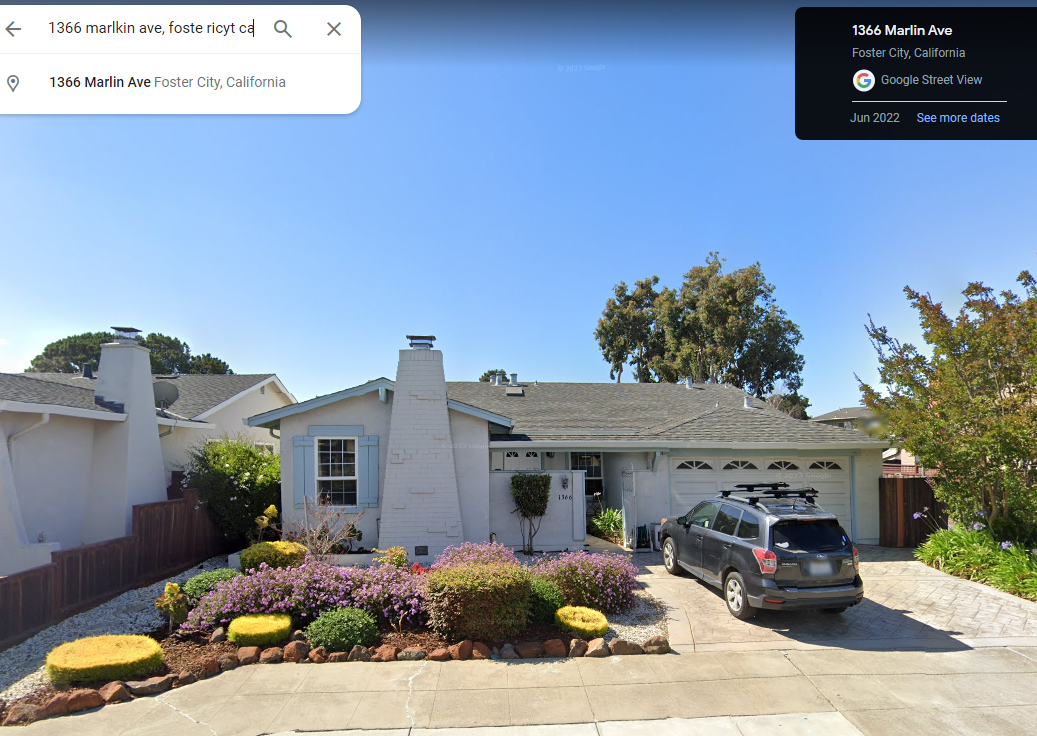 1366 marlkin ave, foste ricyt ca
1366 Marlin Ave Foster City, California
1366 Marlin Ave
Foster City, California
Google Street View
Jun 2022 See more dates
1366